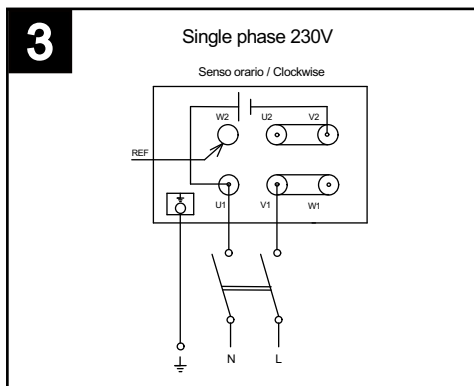 3
Single phase 230V
Senso orario / Clockwise
W2 U2 V2
REF
U1 V1 W1
N L